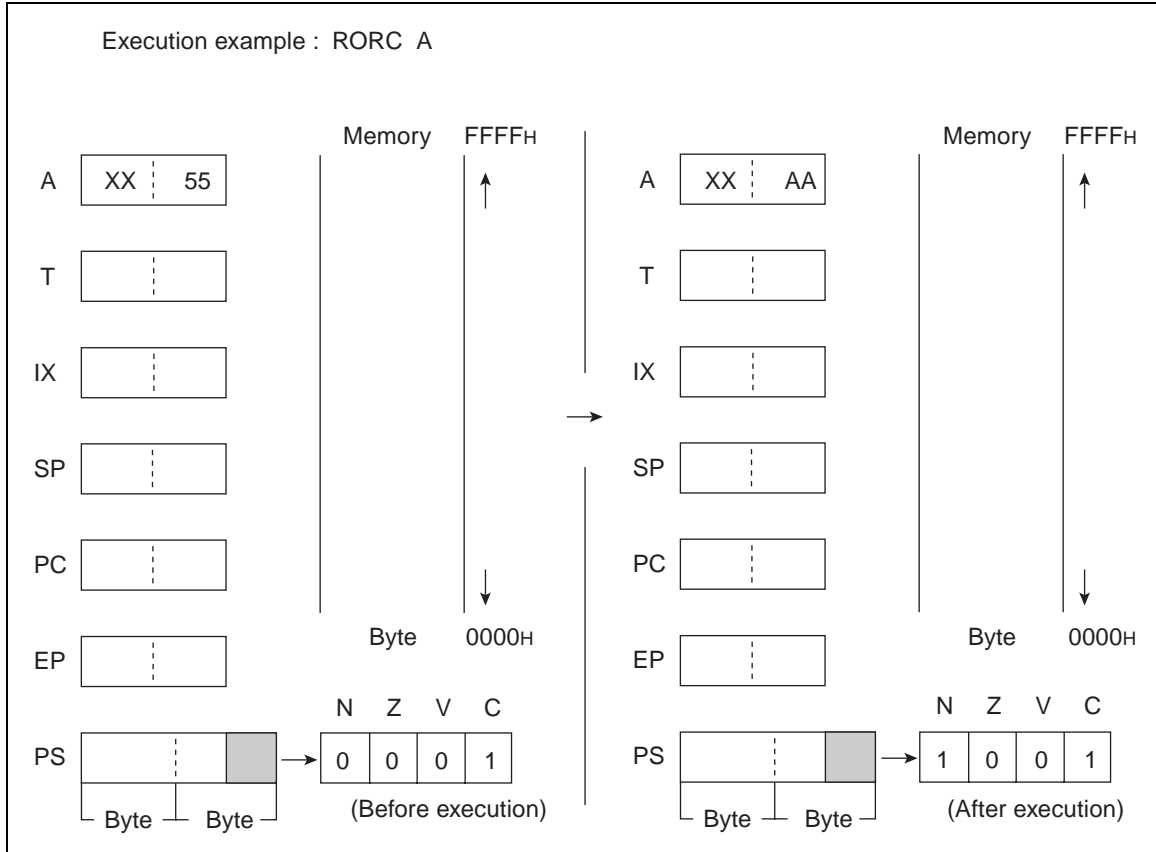 Execution example : RORC A
Memory FFFFH
A XX 55
T
IX
SP
PC
Byte 0000H
EP
N Z V C
PS 0 0 0 1
Byte Byte (Before execution)
Memory FFFFH
A XX AA
T
IX
SP
PC
Byte 0000H
EP
N Z V C
PS 1 0 0 1
Byte Byte (After execution)